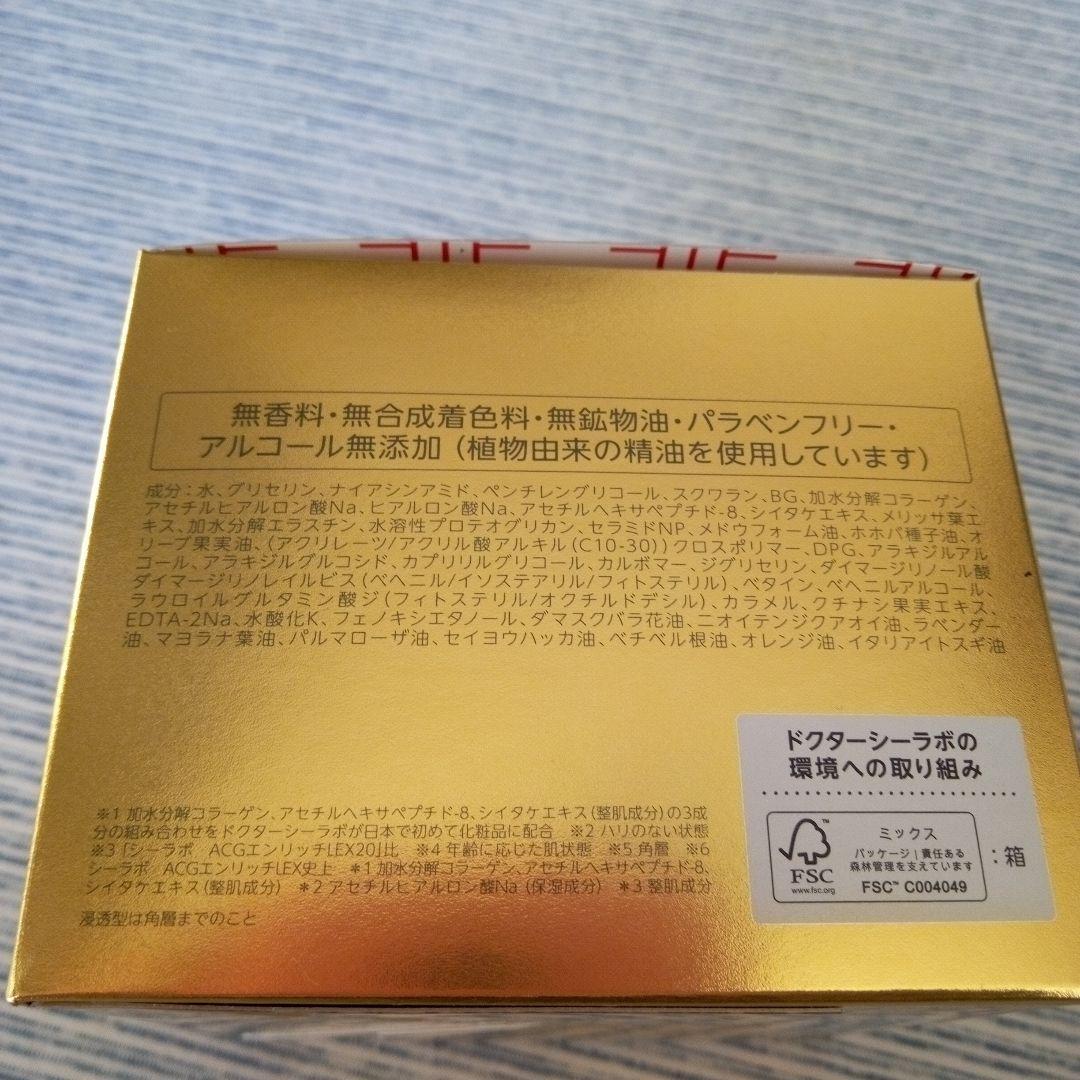 無香料・無合成着色料・無鉱物油・パラベンフリー・
アルコール無添加（植物由来の精油を使用しています）
成分：水、グリセリン、ナイアシンアミド、ペンチレングリコール、スクワラン、BG、加水分解コラーゲン、
アセチルヒアルロン酸Na、ヒアルロン酸Na、アセチルヘキサペプチド-8、シイタケエキス、メリッサ葉エ
キス、加水分解エラスチン、水溶性プロテオグリカン、セラミドNP、メドウフォーム油、ホホバ種子油、オ
リーブ果実油、（アクリレーツ/アクリル酸アルキル（C10-30））クロスポリマー、DPG、アラキジルアル
コール、アラキジルグルコシド、カプリリルグリコール、カルボマー、ジグリセリン、ダイマージリノール酸
ダイマージリノレイルビス（ベヘニル/イソステアリル/フィトステリル）、ベタイン、ベヘニルアルコール、
ラウロイルグルタミン酸ジ（フィトステリル/オクチルドデシル）、カラメル、クチナシ果実エキス、
EDTA-2Na、水酸化K、フェノキシエタノール、ダマスクバラ花油、ニオイテンジクアオイ油、ラベンダー
油、マヨラナ葉油、パルマローザ油、セイヨウハッカ油、ベチベル根油、オレンジ油、イタリアイトスギ油
※1 加水分解コラーゲン、アセチルヘキサペプチド-8、シイタケエキス（整肌成分）の3成
分の組み合わせをドクターシーラボが日本で初めて化粧品に配合 ※2 ハリのない状態
※3「シーラボ ACGエンリッチLEX20」比 ※4 年齢に応じた肌状態 ※5 角層 ※6
シーラボ ACGエンリッチLEX史上 ＊1 加水分解コラーゲン、アセチルヘキサペプチド-8、
シイタケエキス（整肌成分） ＊2 アセチルヒアルロン酸Na（保湿成分） ＊3 整肌成分
浸透型は角層までのこと
ドクターシーラボの
環境への取り組み
FSC
www.fsc.org
ミックス
パッケージ｜責任ある
森林管理を支えています
FSC™ C004049
：箱